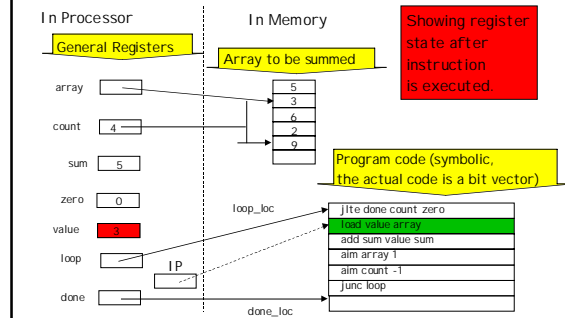 In Processor
In Memory
Showing register
state after
instruction
is executed.
General Registers
Array to be summed
array
5
3
6
2
9
count
4
sum
5
Program code (symbolic,
the actual code is a bit vector)
zero
0
loop_loc
jlte done count zero
value
3
load value array
add sum value sum
loop
aim array 1
IP
aim count -1
junc loop
done
done_loc